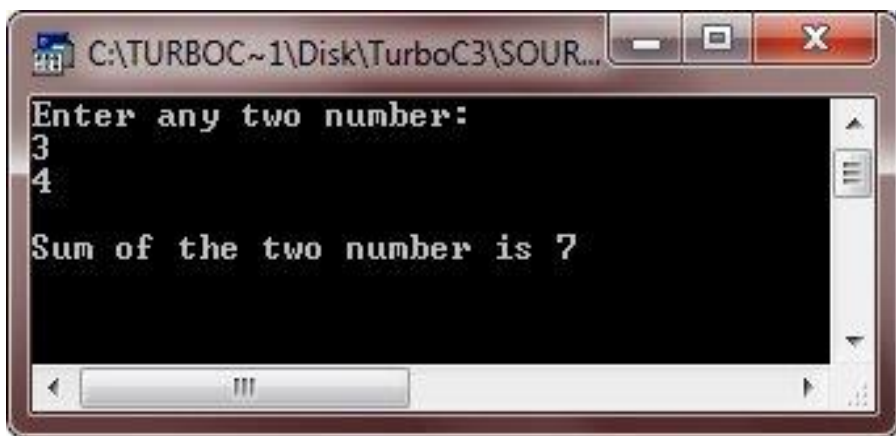 C:\TURBOC~1\Disk\TurboC3\SOUR...
Enter any two number:
3
4
Sum of the two number is 7